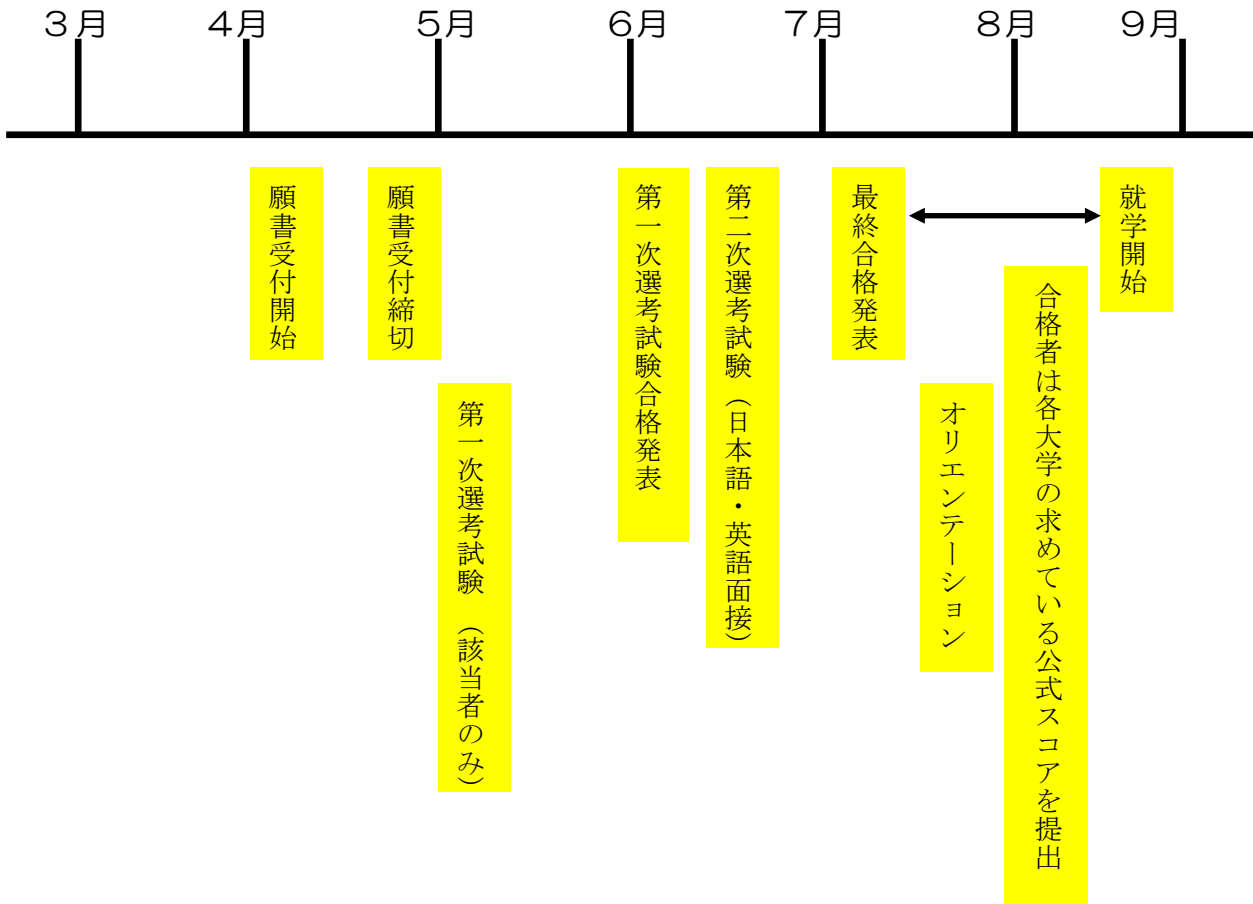 ３月
４月
５月
６月
７月
８月
９月
願書受付開始
願書受付締切
第一次選考試験　（該当者のみ）
第一次選考試験合格発表
第二次選考試験（日本語・英語面接）
最終合格発表
オリエンテーション
合格者は各大学の求めている公式スコアを提出
就学開始